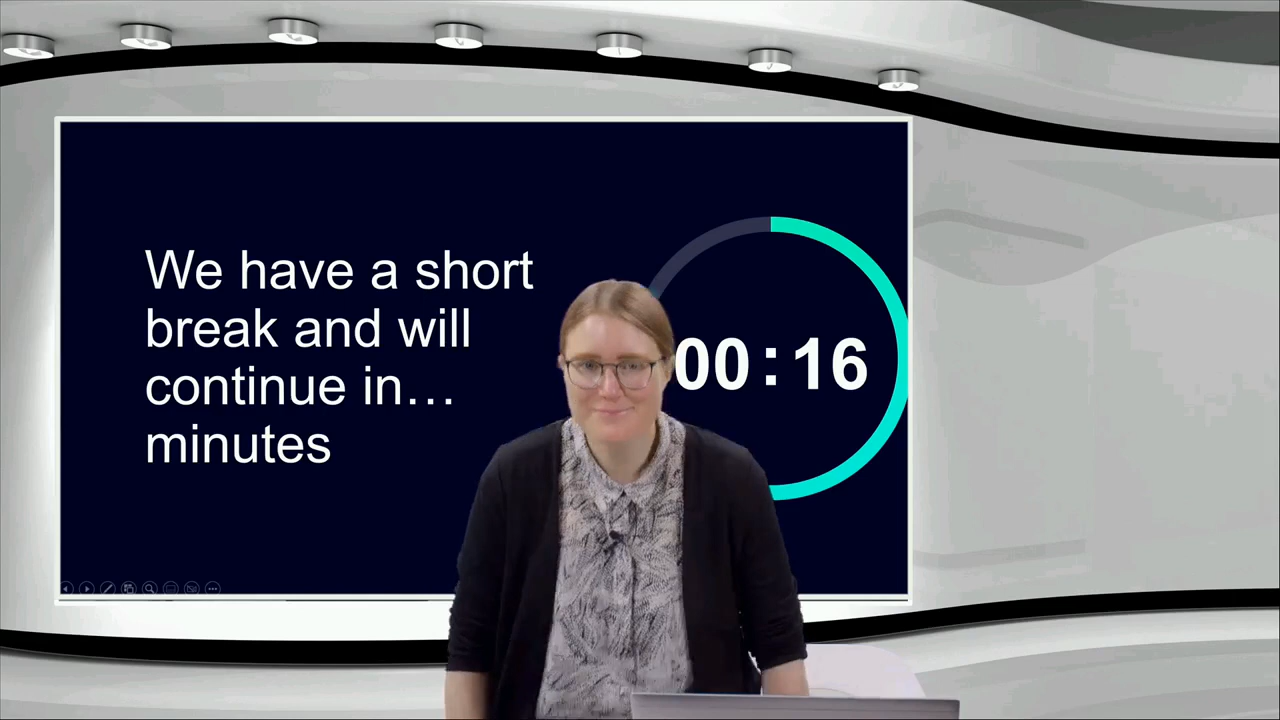 We have a short
break and will
continue in…
minutes
00:16